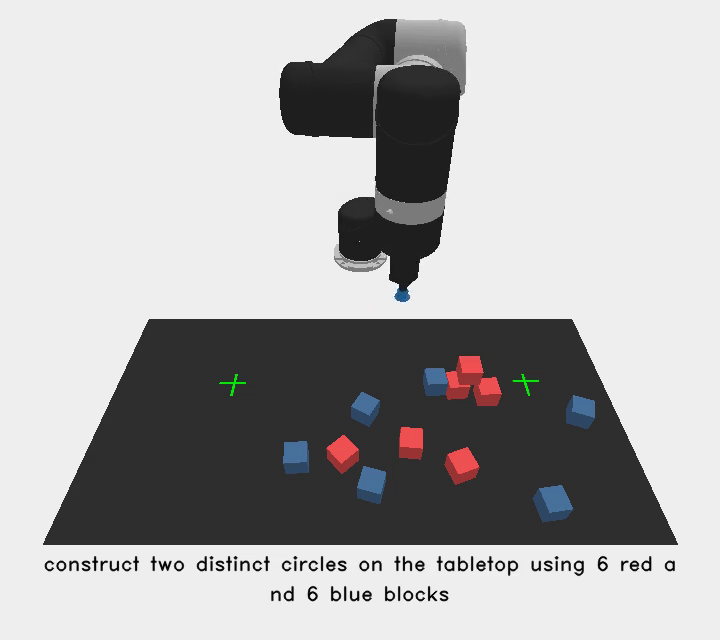 construct two distinct circles on the tabletop using 6 red a
nd 6 blue blocks